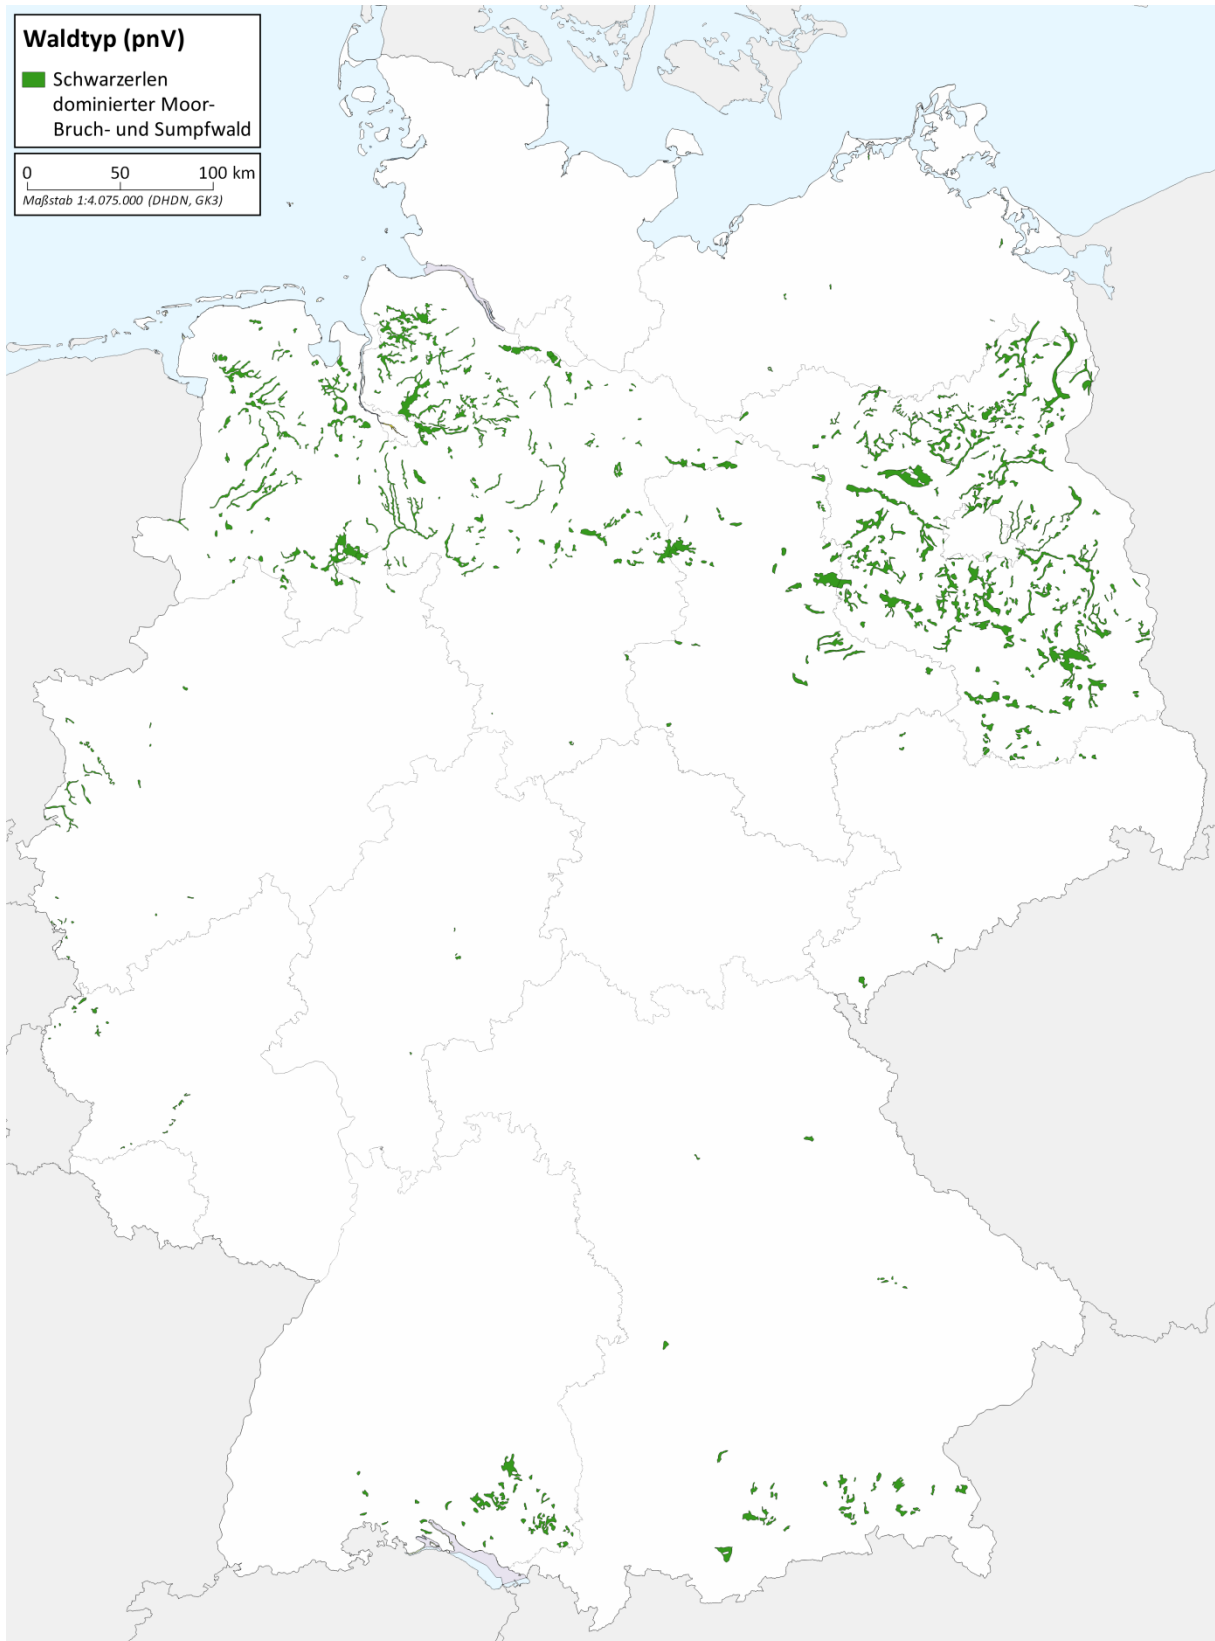 Waldtyp (pnV)
Schwarzerlen
dominierter Moor-
Bruch- und Sumpfwald
0 50 100 km
Maßstab 1:4.075.000 (DHDN, GK3)